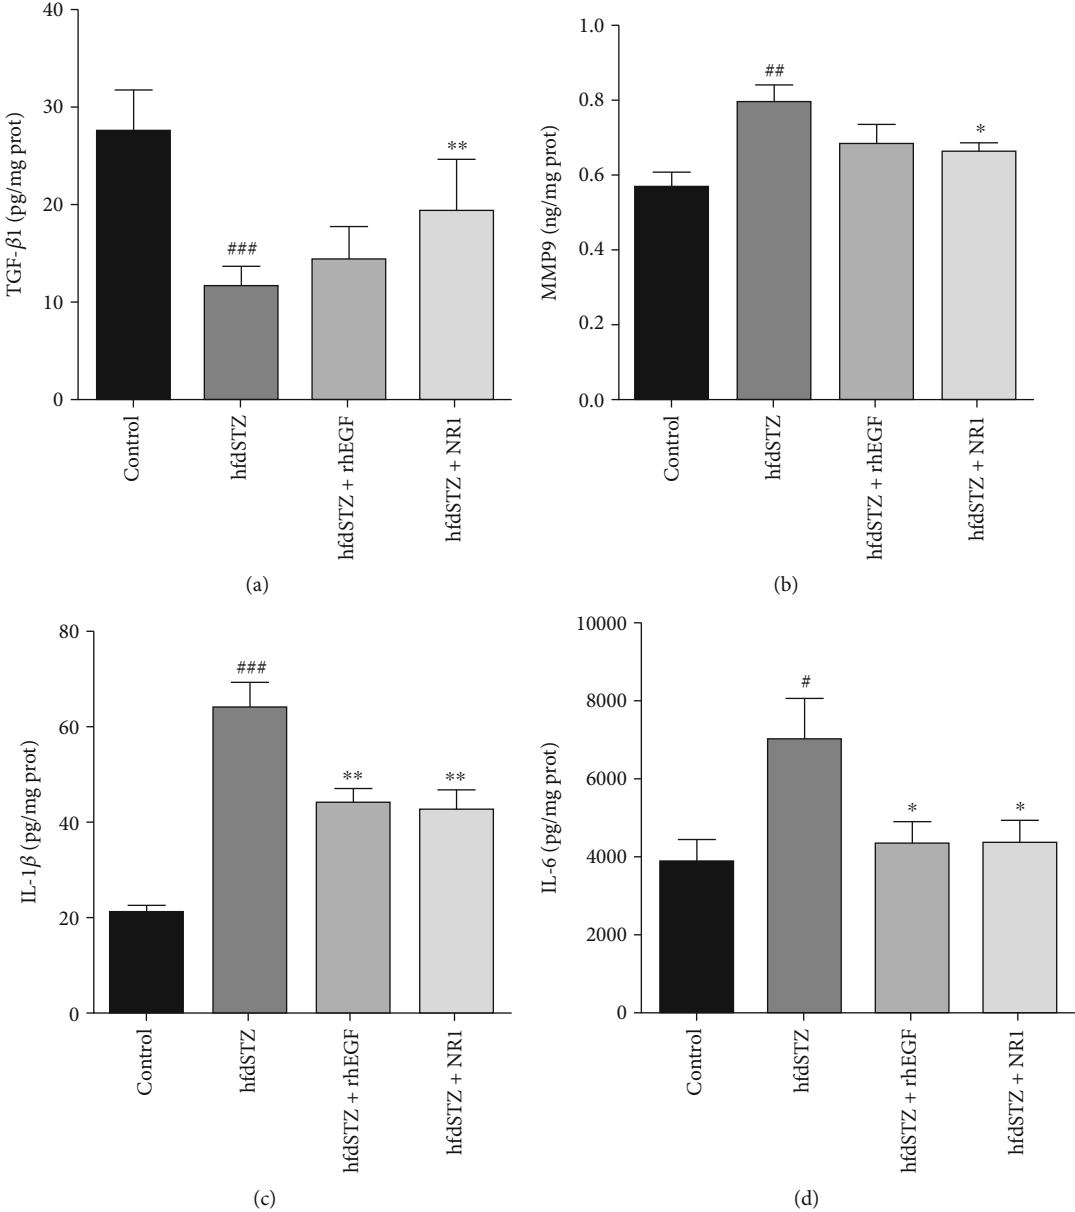 40
30
20
10
0
TGF-β1 (pg/mg prot)
###
**
Control
hfdSTZ
hfdSTZ + rhEGF
hfdSTZ + NR1
(a)
1.0
0.8
0.6
0.4
0.2
0.0
MMP9 (ng/mg prot)
##
*
Control
hfdSTZ
hfdSTZ + rhEGF
hfdSTZ + NR1
(b)
80
60
40
20
0
IL-1β (pg/mg prot)
###
**
**
Control
hfdSTZ
hfdSTZ + rhEGF
hfdSTZ + NR1
(c)
10000
8000
6000
4000
2000
0
IL-6 (pg/mg prot)
#
*
*
Control
hfdSTZ
hfdSTZ + rhEGF
hfdSTZ + NR1
(d)